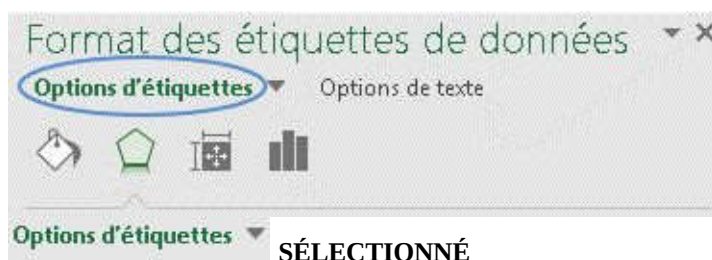 Format des étiquettes de données
Options d'étiquettes Options de texte
Options d'étiquettes SÉLECTIONNÉ